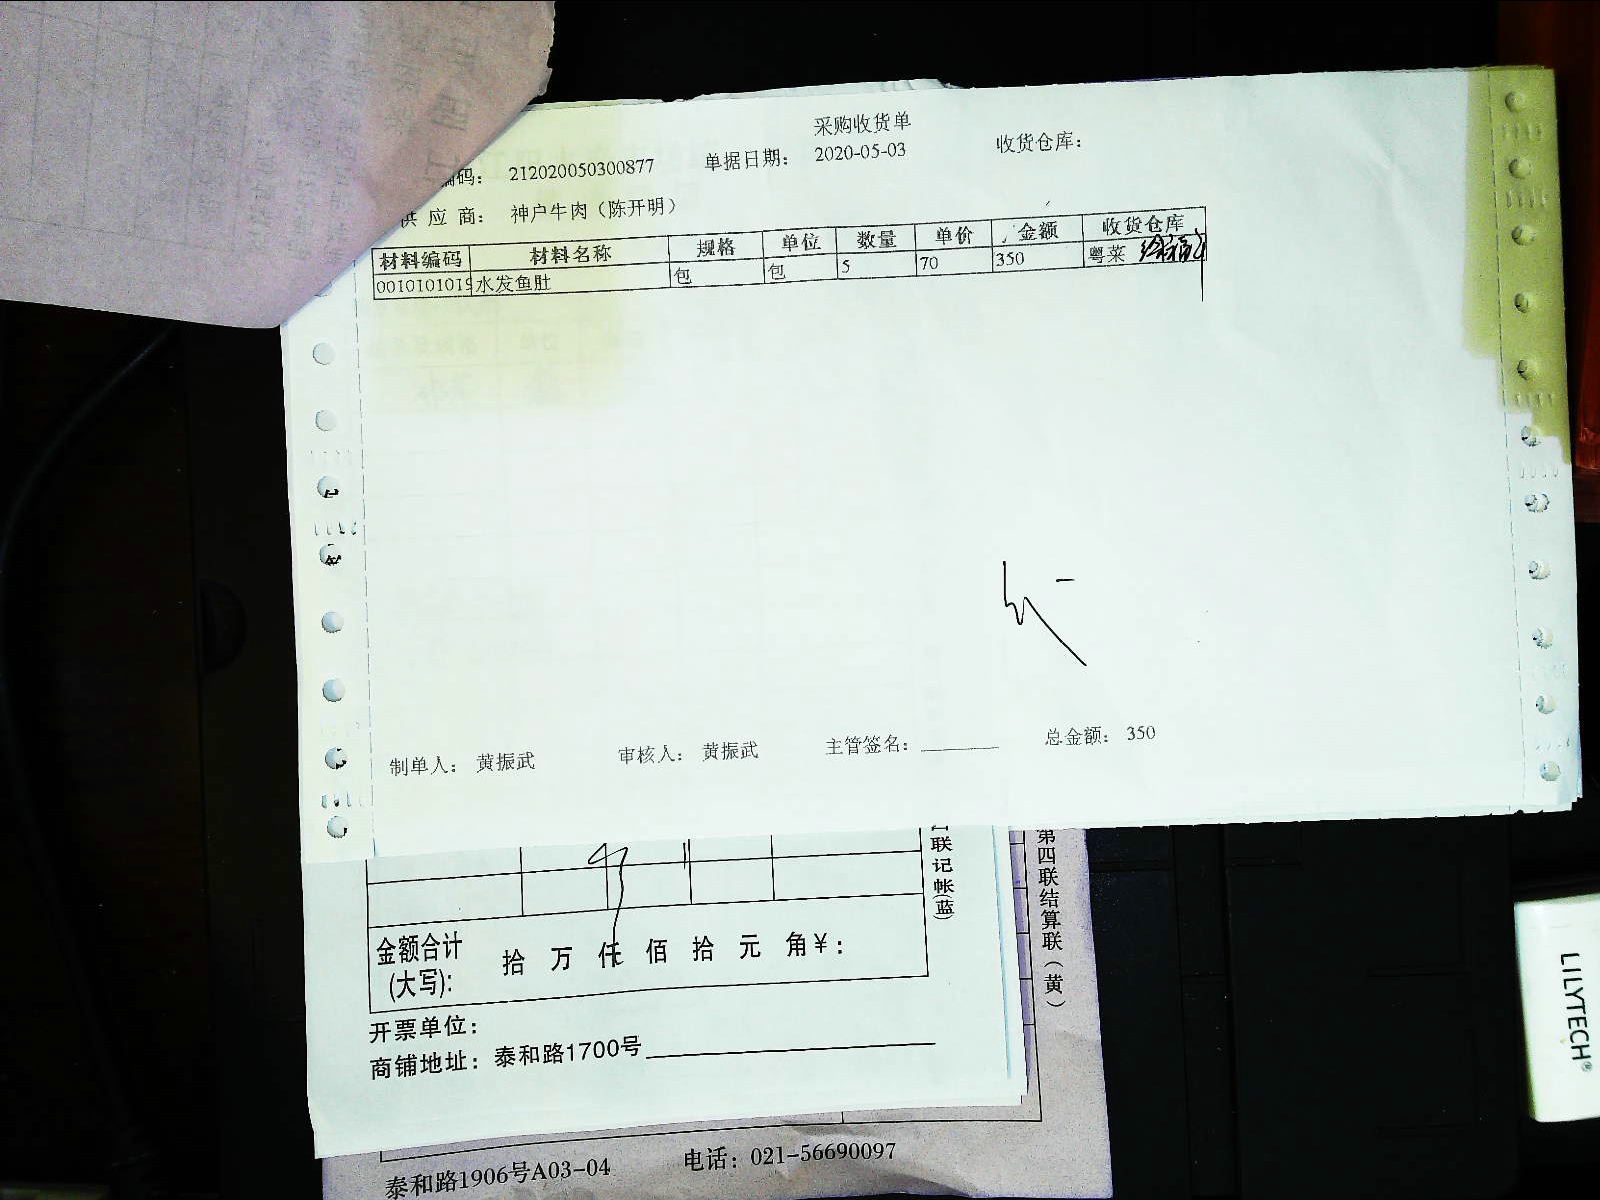 采购收货单
编码： 212020050300877 单据日期： 2020-05-03 收货仓库：
供 应 商： 神户牛肉（陈开明）
材料编码 材料名称 规格 单位 数量 单价 金额 收货仓库
0010101019 水发鱼肚 包 包 5 70 350 粤菜
制单人： 黄振武 审核人： 黄振武 主管签名： 总金额： 350
联记帐(蓝)
第四联结算联（黄）
金额合计(大写): 拾 万 仟 佰 拾 元 角¥：
开票单位：
商铺地址：泰和路1700号
泰和路1906号A03-04 电话：021-56690097
LILYTECH®